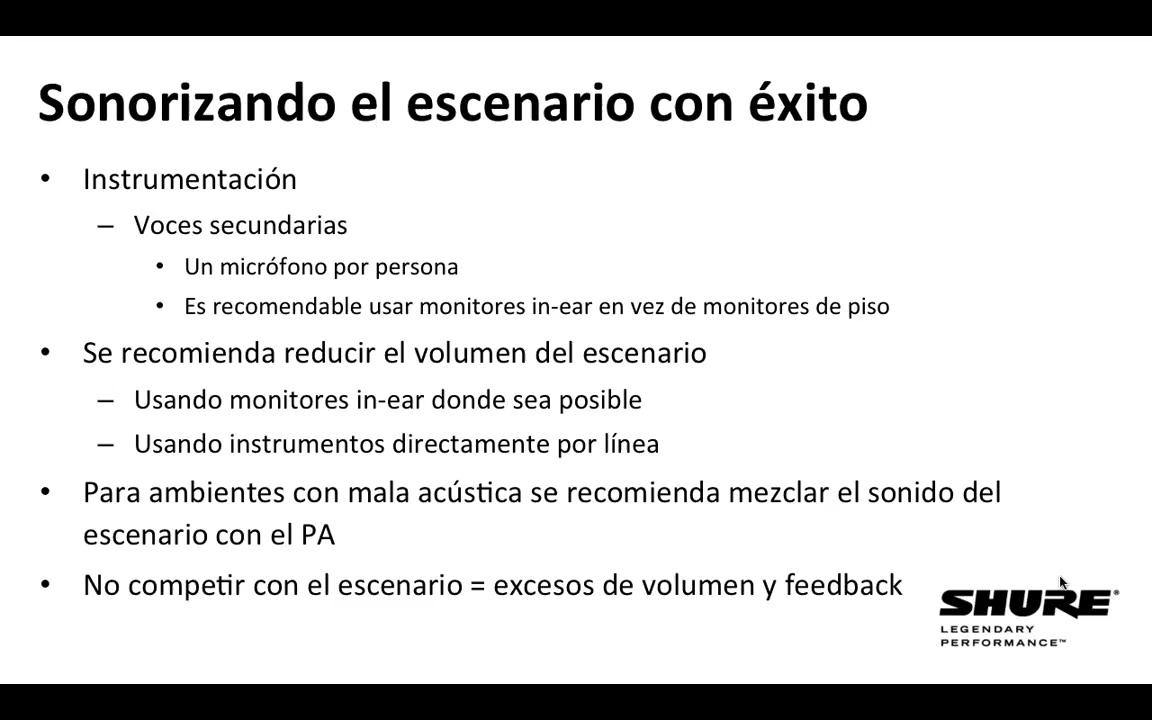 Sonorizando el escenario con éxito
• Instrumentación
– Voces secundarias
• Un micrófono por persona
• Es recomendable usar monitores in-ear en vez de monitores de piso
• Se recomienda reducir el volumen del escenario
– Usando monitores in-ear donde sea posible
– Usando instrumentos directamente por línea
• Para ambientes con mala acústica se recomienda mezclar el sonido del
escenario con el PA
• No competir con el escenario = excesos de volumen y feedback
SHURE®
LEGENDARY
PERFORMANCE™